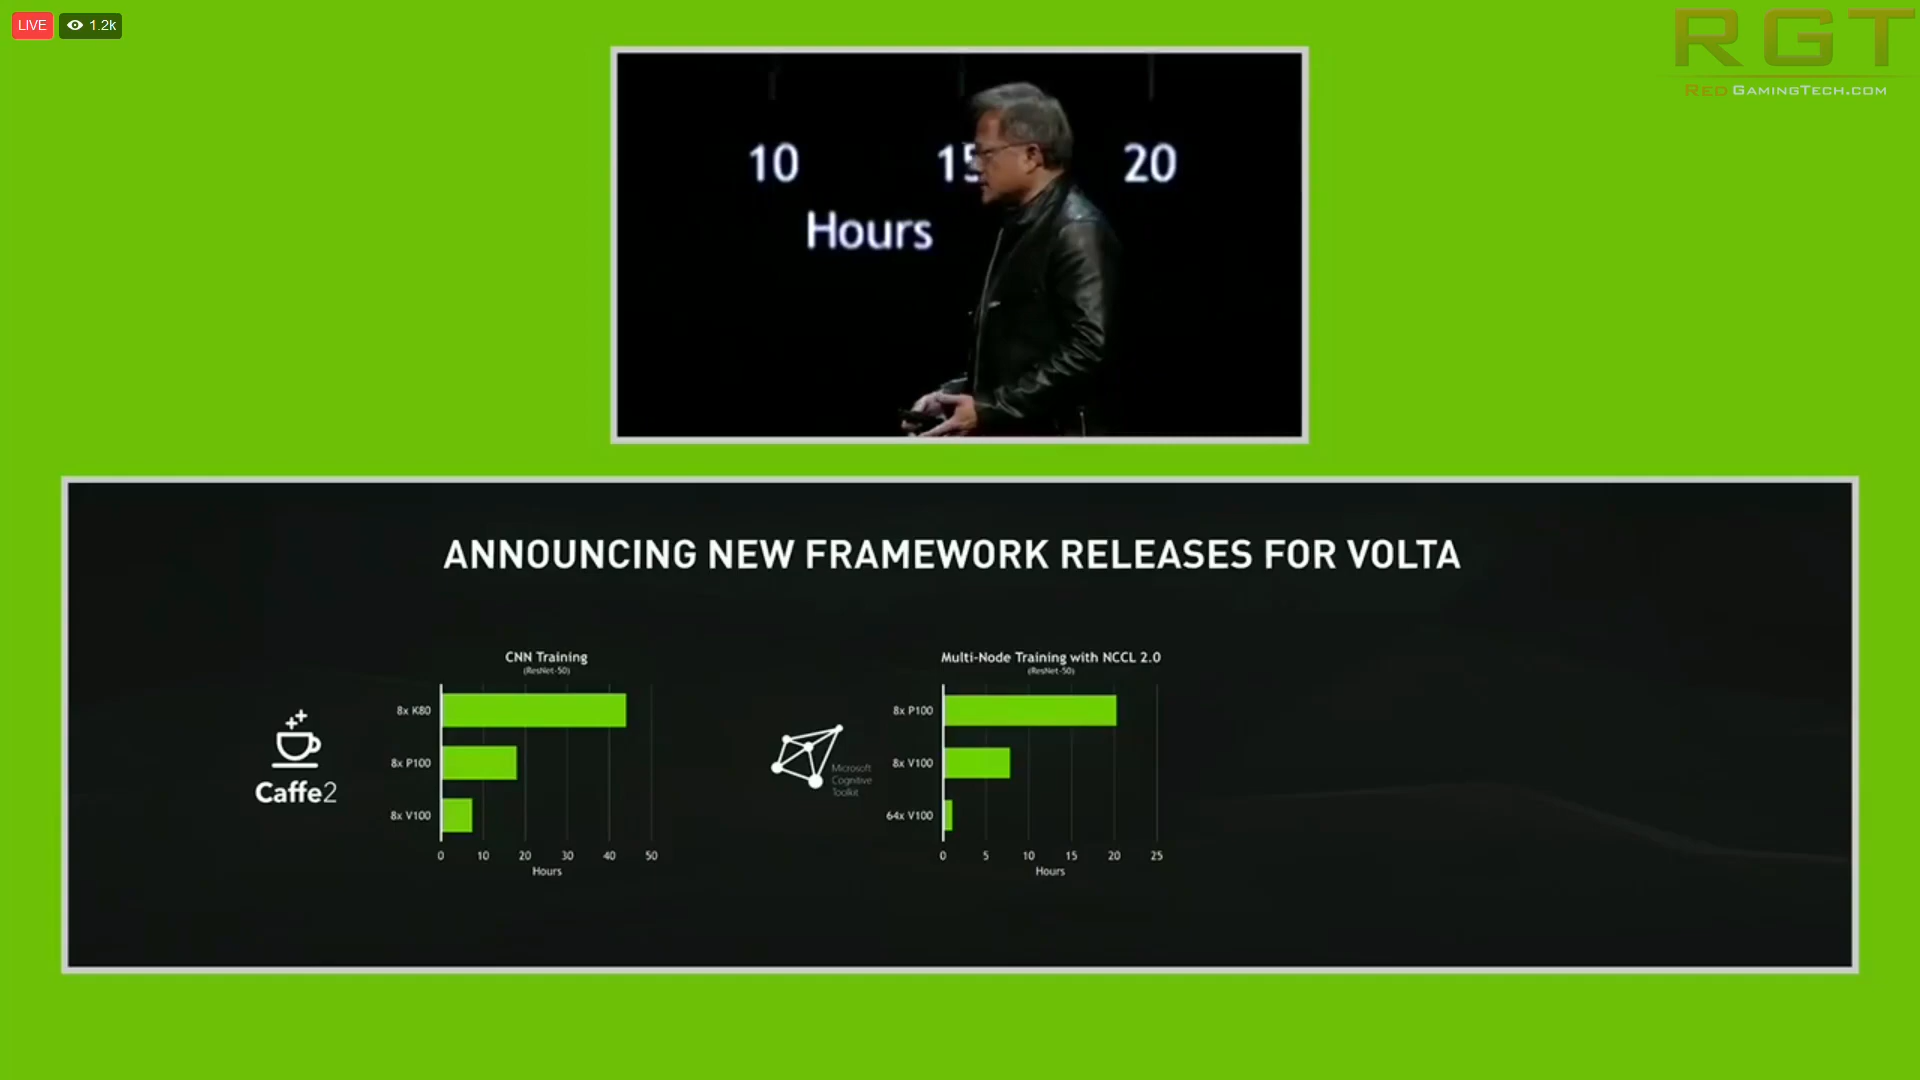 LIVE 1.2k
RGT
RED GAMINGTECH.COM
10 15 20
Hours
ANNOUNCING NEW FRAMEWORK RELEASES FOR VOLTA
Caffe2
CNN Training
(ResNet-50)
8x K80
8x P100
8x V100
0 10 20 30 40 50
Hours
Microsoft
Cognitive
Toolkit
Multi-Node Training with NCCL 2.0
(ResNet-50)
8x P100
8x V100
64x V100
0 5 10 15 20 25
Hours